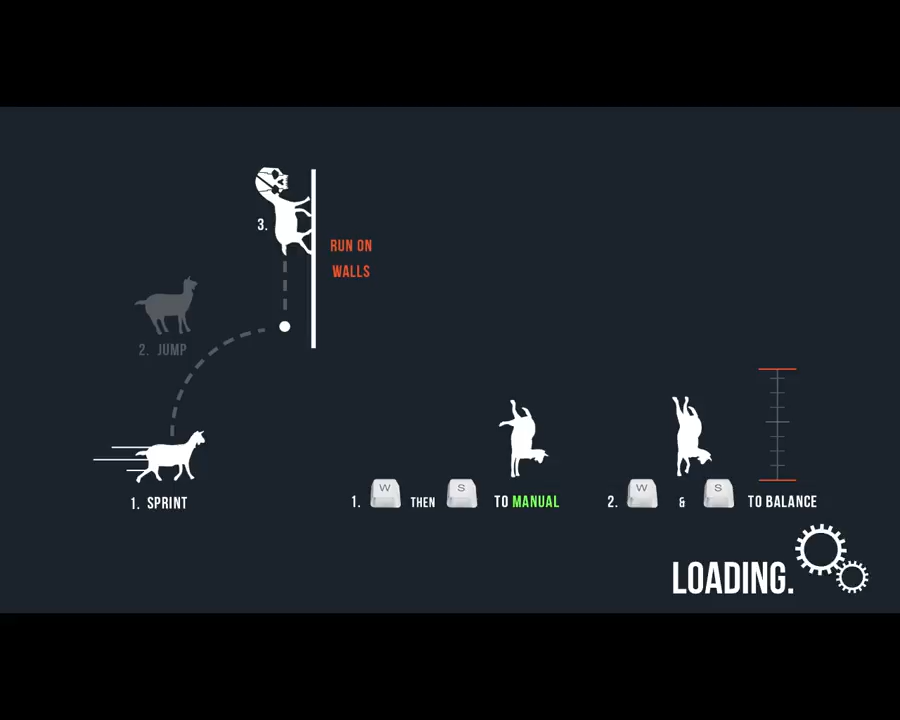 3.
RUN ON
WALLS
2. JUMP
1. SPRINT
1. W THEN S TO MANUAL
2. W & S TO BALANCE
LOADING.